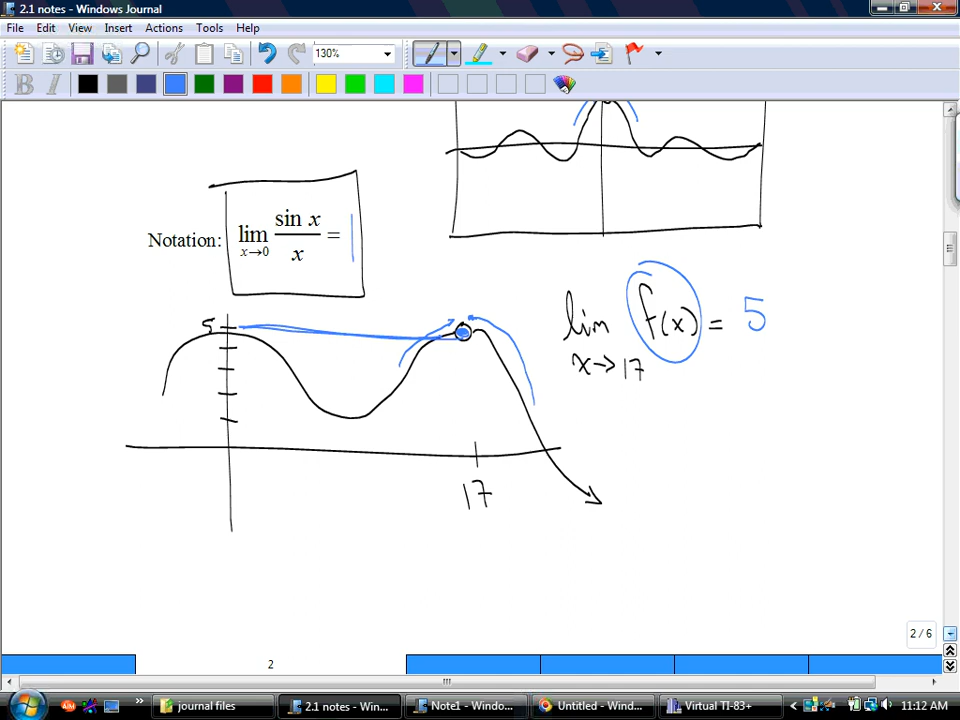 2.1 notes - Windows Journal
File Edit View Insert Actions Tools Help
130%
B I
Notation: lim x→0 sin x / x = 1
5
lim x→17 f(x) = 5
17
2 / 6
2
journal files
2.1 notes - Win...
Note1 - Windo...
Untitled - Wind...
Virtual TI-83+
11:12 AM